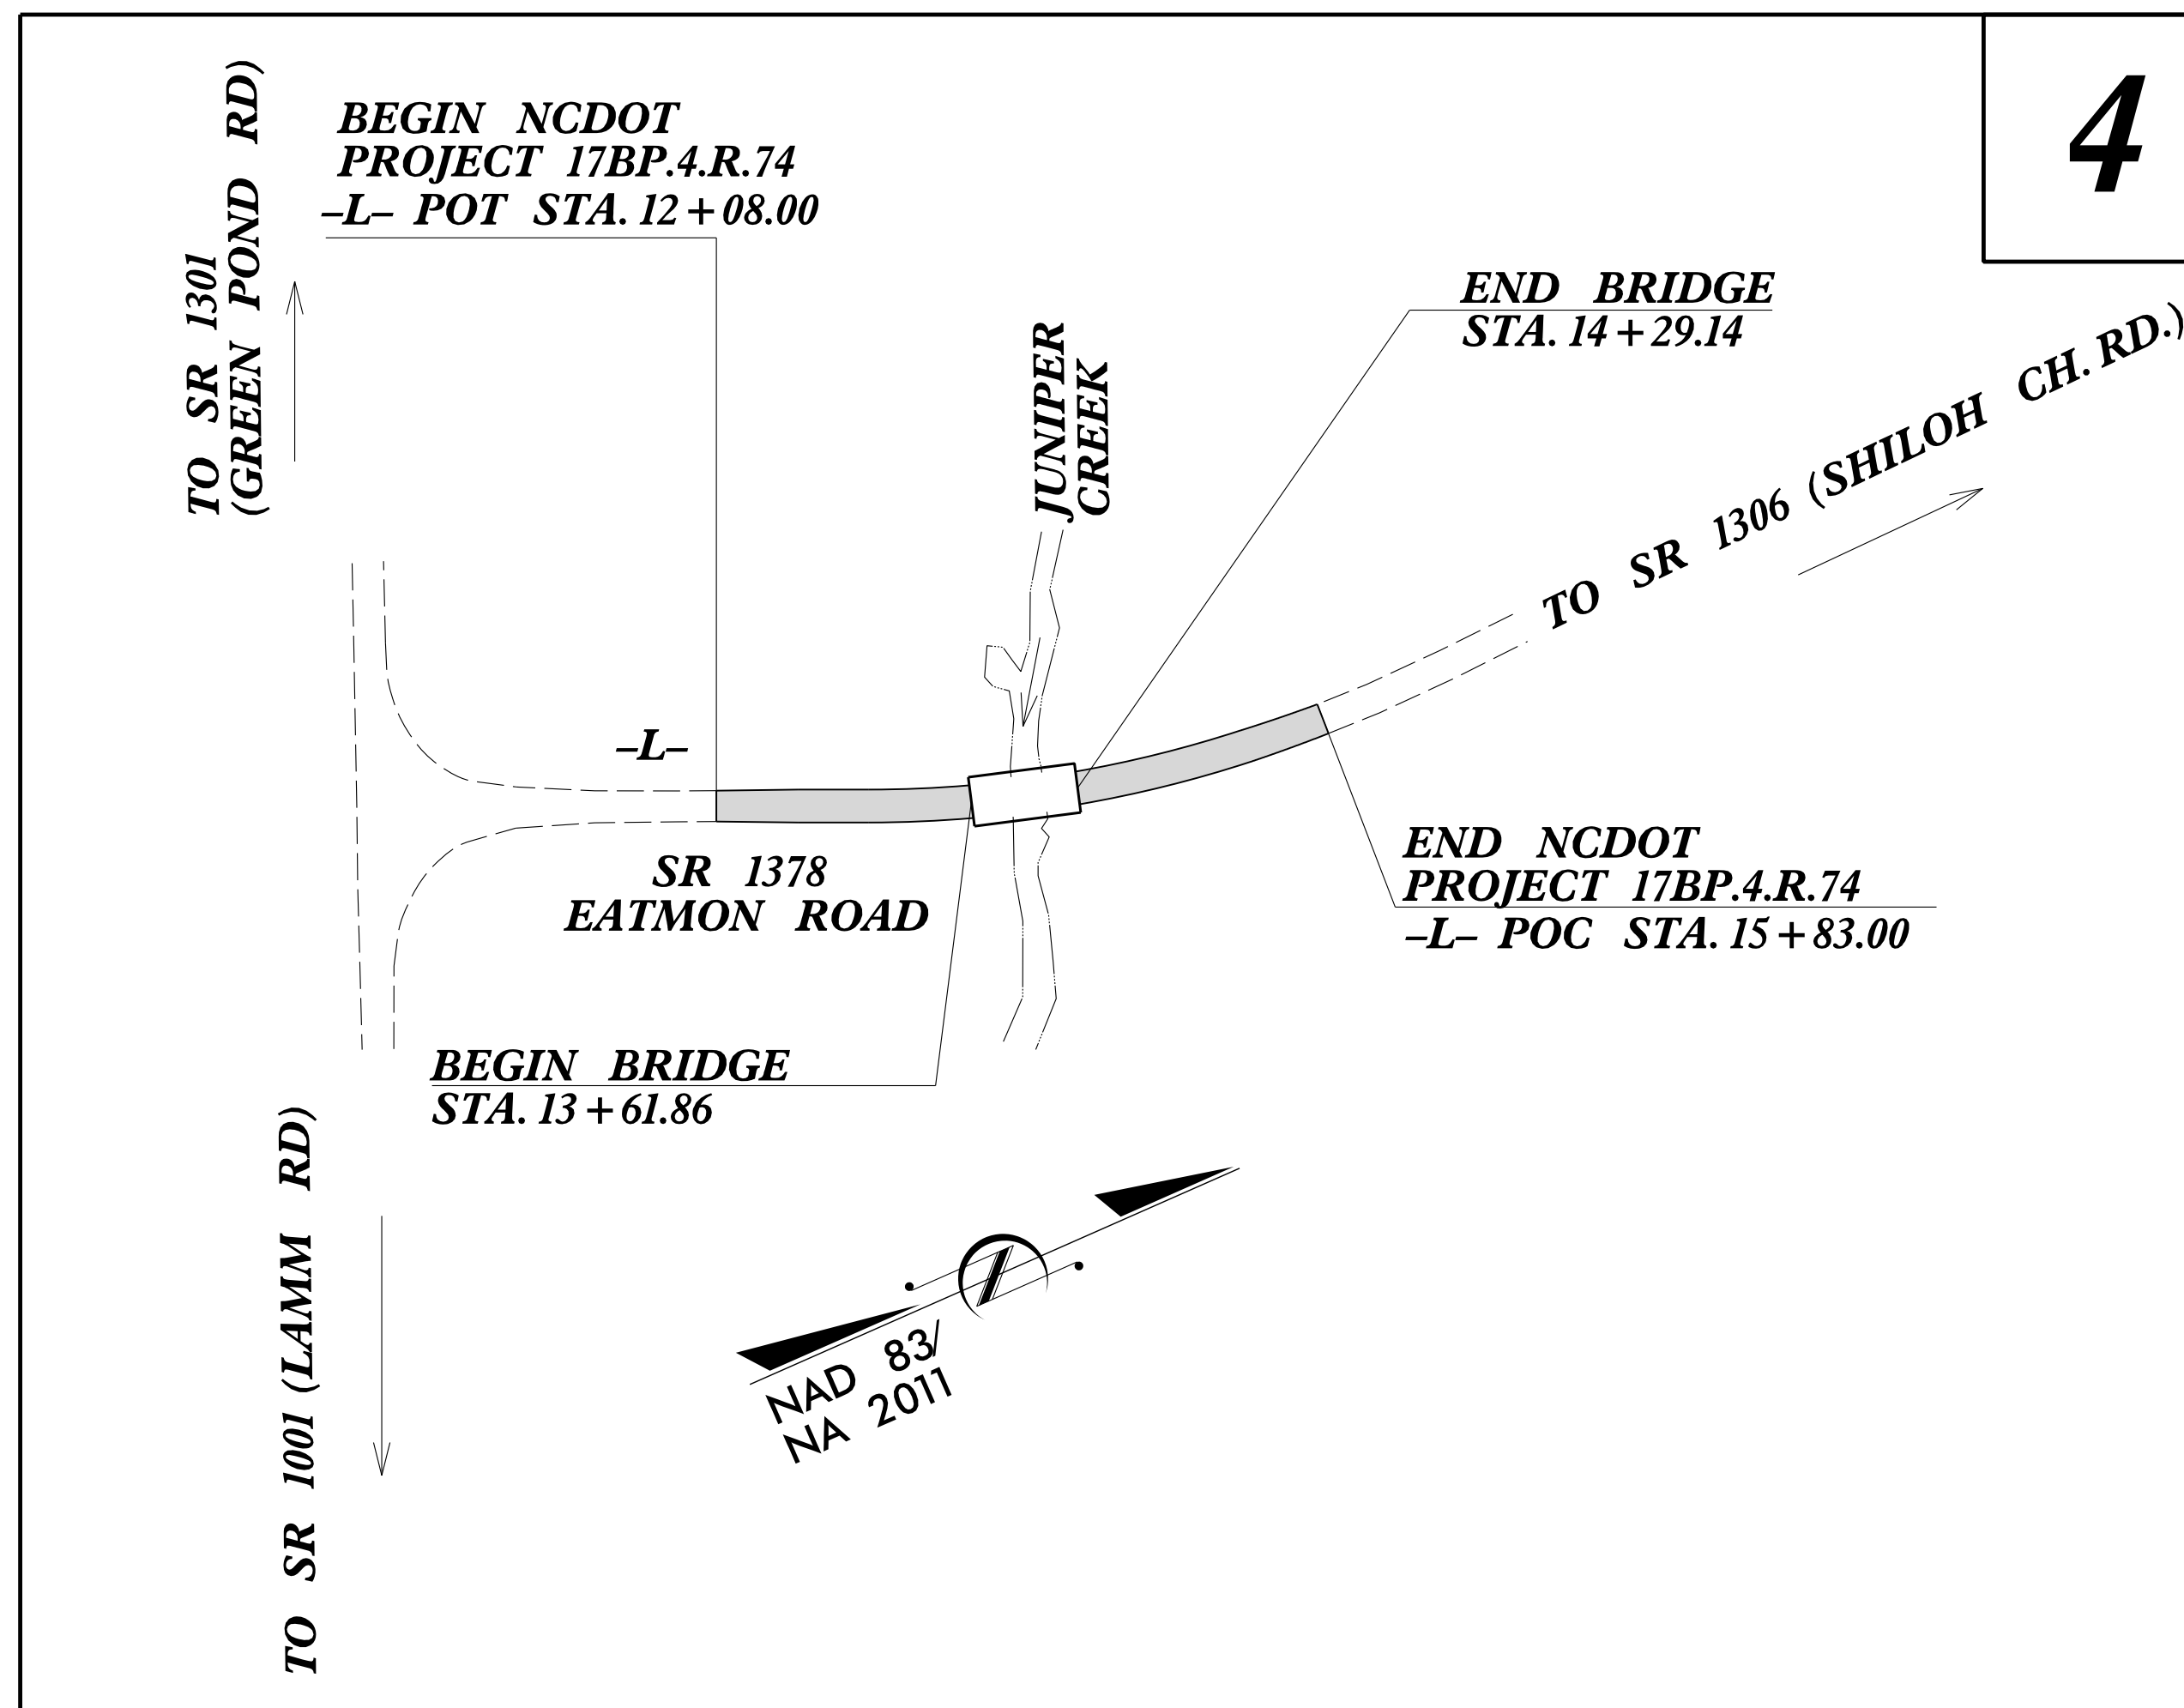 4
BEGIN NCDOT
PROJECT 17BP.4.R.74
-L- POT STA. 12+08.00
TO SR 1301
(GREEN POND RD)
JUNIPER
CREEK
END BRIDGE
STA. 14+29.14
TO SR 1306 (SHILOH CH. RD.)
-L-
SR 1378
EATMON ROAD
END NCDOT
PROJECT 17BP.4.R.74
-L- POC STA. 15+83.00
BEGIN BRIDGE
STA. 13+61.86
TO SR 1001 (LAMM RD)
NAD 83/
NA 2011